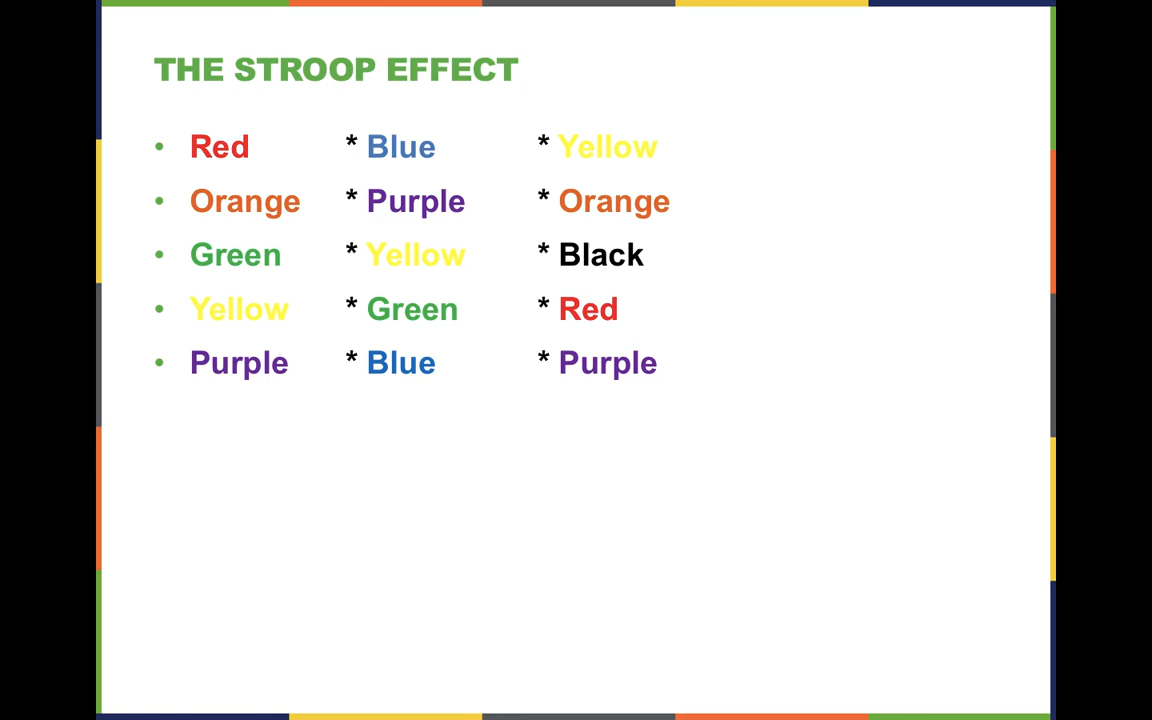 THE STROOP EFFECT
• Red * Blue * Yellow
• Orange * Purple * Orange
• Green * Yellow * Black
• Yellow * Green * Red
• Purple * Blue * Purple